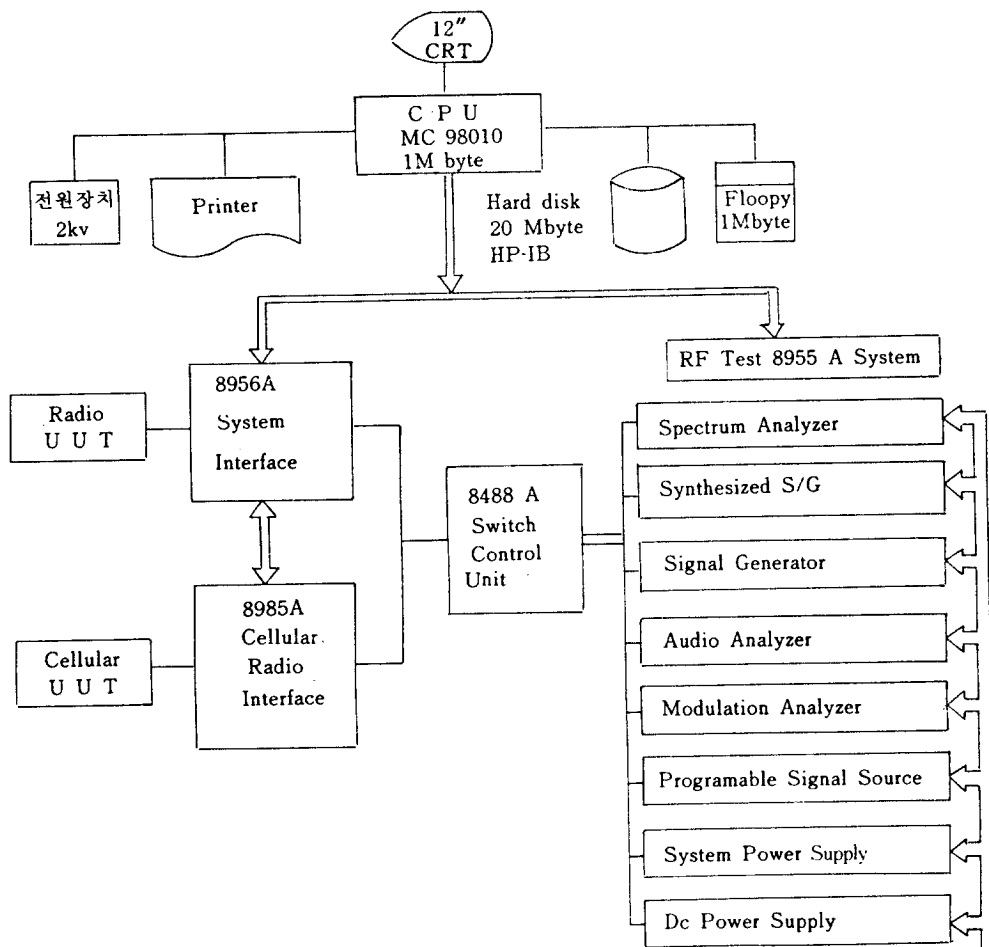 12″
CRT
C P U
MC 98010
1M byte
전원장치
2kv
Printer
Hard disk
20 Mbyte
HP-IB
Floopy
1Mbyte
RF Test 8955 A System
8956A
System
Interface
Radio
U U T
8488 A
Switch
Control
Unit
8985A
Cellular
Radio
Interface
Cellular
U U T
Spectrum Analyzer
Synthesized S/G
Signal Generator
Audio Analyzer
Modulation Analyzer
Programable Signal Source
System Power Supply
Dc Power Supply